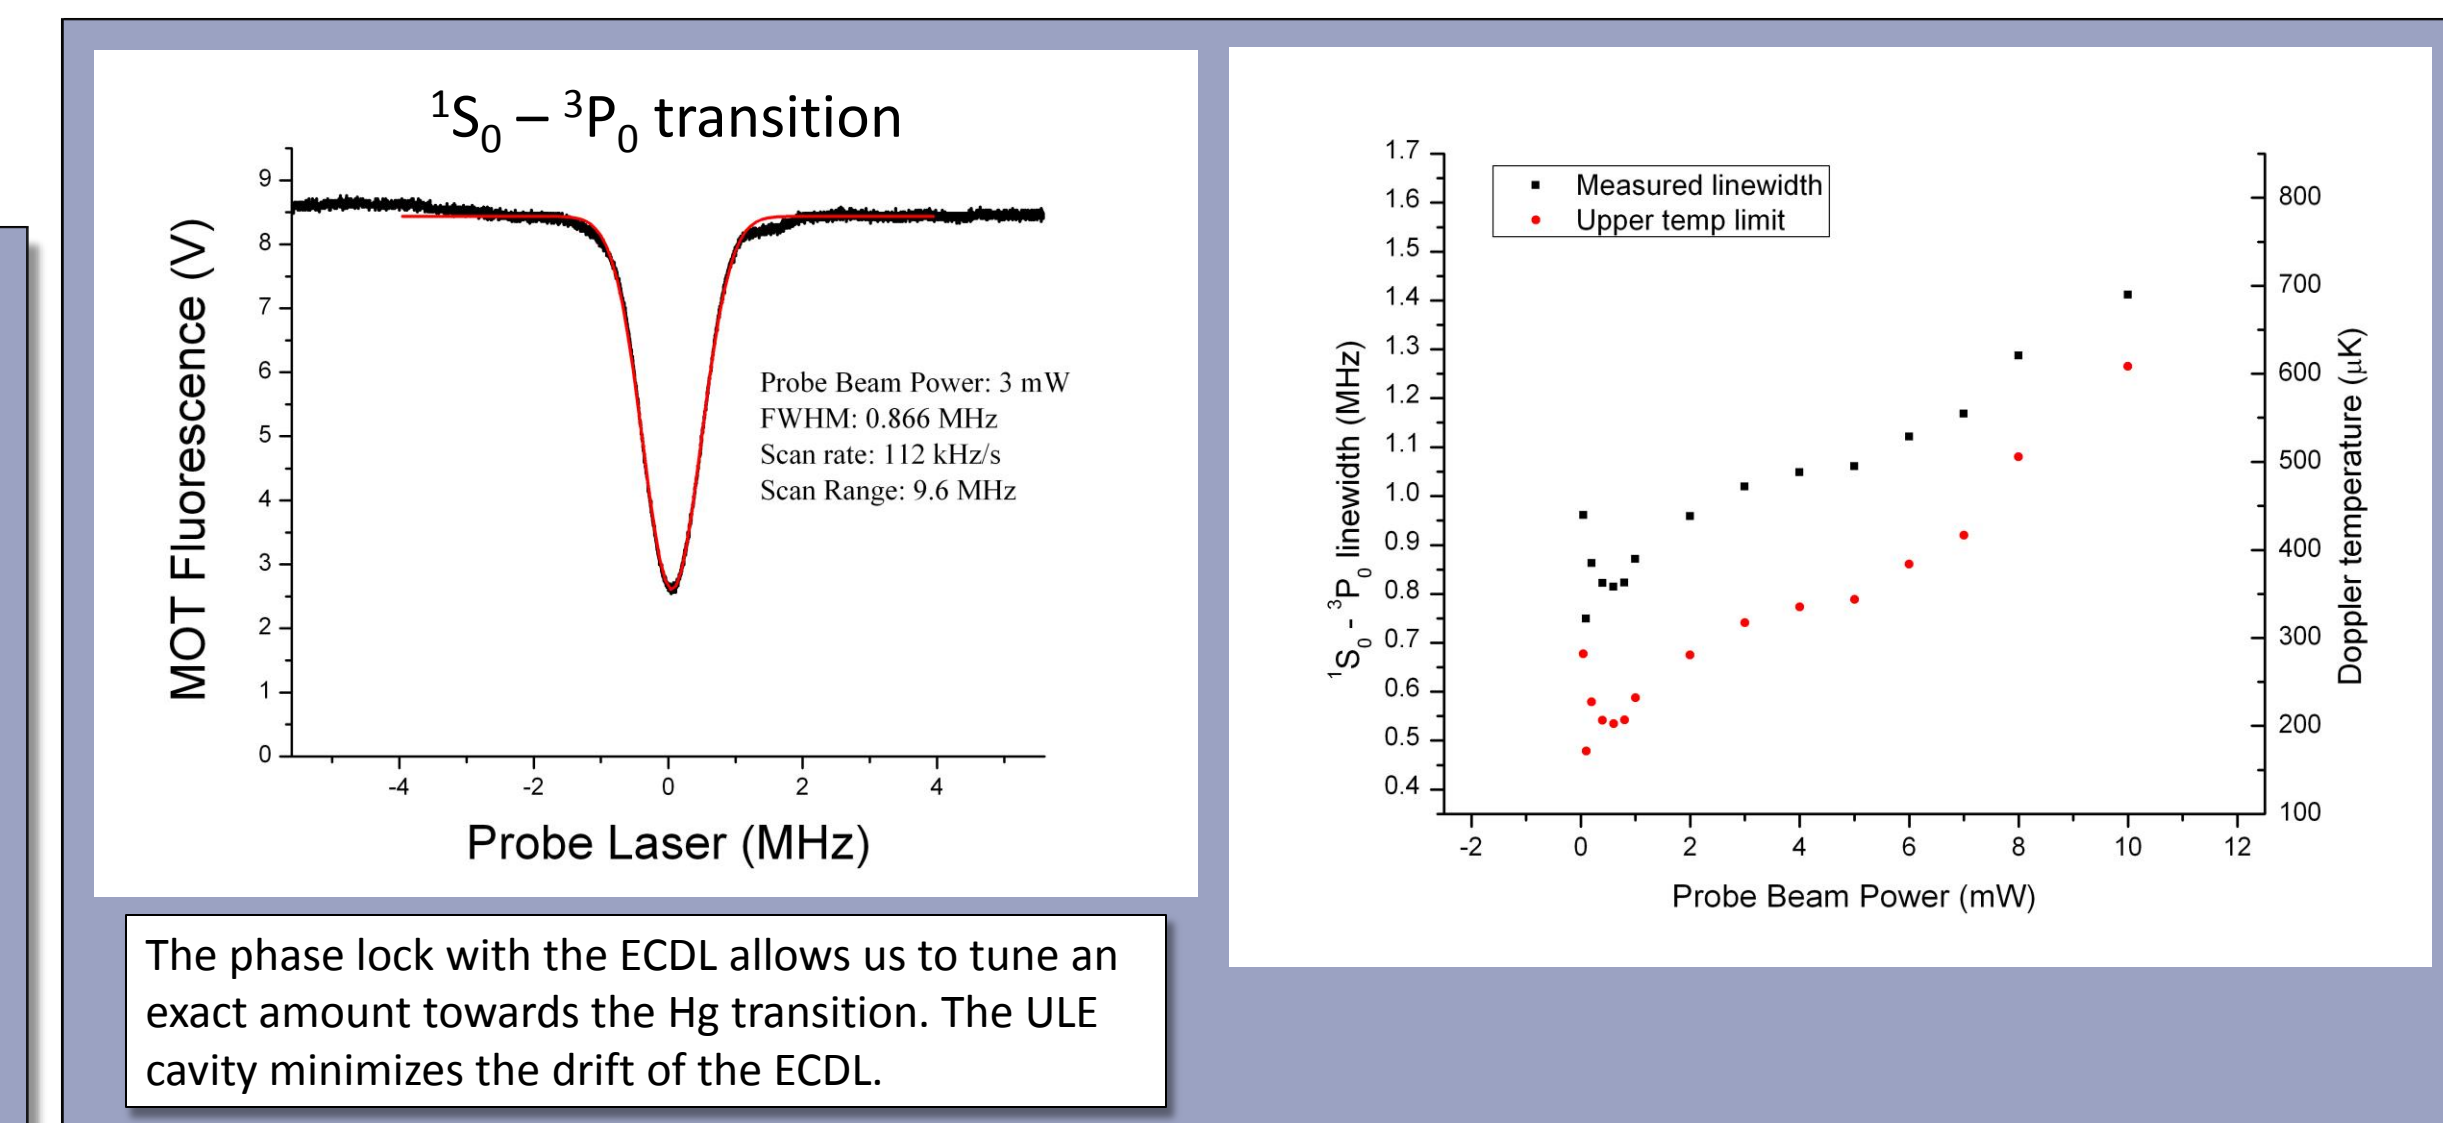 ¹S₀ – ³P₀ transition
MOT Fluorescence (V)
9
8
7
6
5
4
3
2
1
0
-4 -2 0 2 4
Probe Laser (MHz)
Probe Beam Power: 3 mW
FWHM: 0.866 MHz
Scan rate: 112 kHz/s
Scan Range: 9.6 MHz
The phase lock with the ECDL allows us to tune an
exact amount towards the Hg transition. The ULE
cavity minimizes the drift of the ECDL.
¹S₀ - ³P₀ linewidth (MHz)
1.7
1.6
1.5
1.4
1.3
1.2
1.1
1.0
0.9
0.8
0.7
0.6
0.5
0.4
Measured linewidth
Upper temp limit
800
700
600
500
400
300
200
100
Doppler temperature (µK)
-2 0 2 4 6 8 10 12
Probe Beam Power (mW)